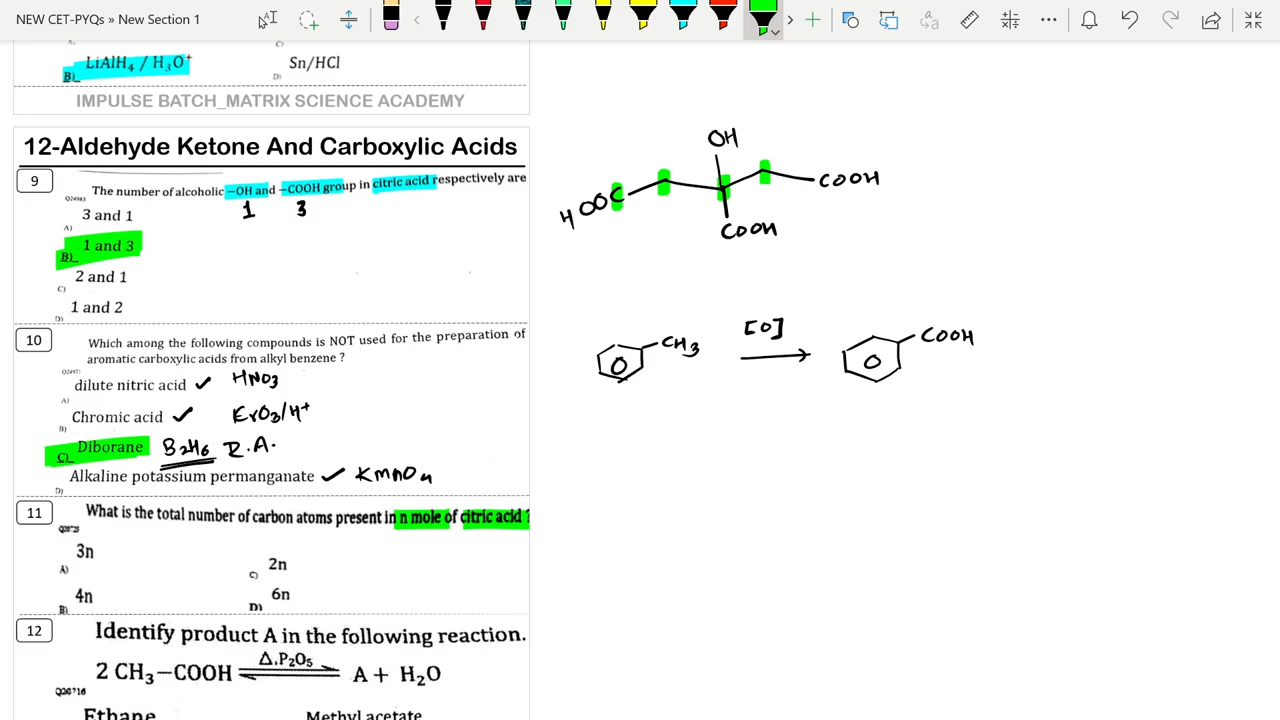 NEW CET-PYQs » New Section 1
B) LiAlH₄ / H₃O⁺
D) Sn/HCl
IMPULSE BATCH_MATRIX SCIENCE ACADEMY
12-Aldehyde Ketone And Carboxylic Acids
9
The number of alcoholic –OH and –COOH group in citric acid respectively are
1 3
A) 3 and 1
B) 1 and 3
C) 2 and 1
D) 1 and 2
10
Which among the following compounds is NOT used for the preparation of
aromatic carboxylic acids from alkyl benzene ?
A) dilute nitric acid ✓ HNO3
B) Chromic acid ✓ CrO3/H+
C) Diborane B2H6 R.A.
D) Alkaline potassium permanganate ✓ KMnO4
11
What is the total number of carbon atoms present in n mole of citric acid ?
A) 3n
C) 2n
B) 4n
D) 6n
12
Identify product A in the following reaction.
2 CH₃–COOH Δ,P₂O₅ A + H₂O
Ethane
Methyl acetate
OH
HOOC
COOH
COOH
CH3
[O]
COOH